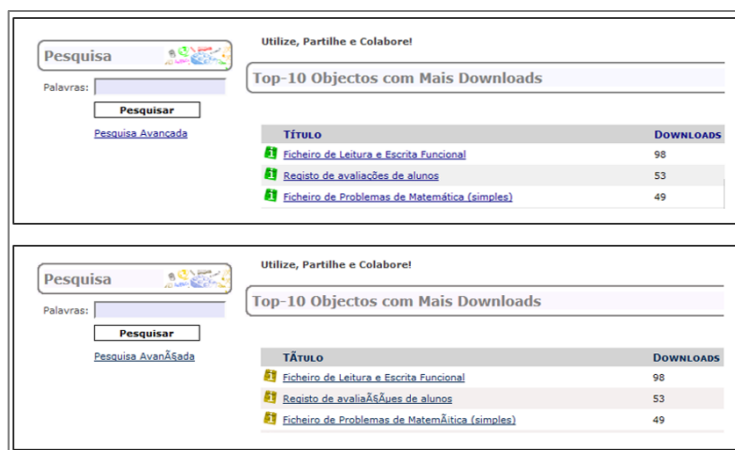 Utilize, Partilhe e Colabore!
Pesquisa
Palavras:
Pesquisar
Pesquisa Avançada
Top-10 Objectos com Mais Downloads
TÍTULO DOWNLOADS
Ficheiro de Leitura e Escrita Funcional 98
Registo de avaliações de alunos 53
Ficheiro de Problemas de Matemática (simples) 49
Utilize, Partilhe e Colabore!
Pesquisa
Palavras:
Pesquisar
Pesquisa AvanÃ§ada
Top-10 Objectos com Mais Downloads
TÃTULO DOWNLOADS
Ficheiro de Leitura e Escrita Funcional 98
Registo de avaliaÃ§Ãµes de alunos 53
Ficheiro de Problemas de MatemÃitica (simples) 49